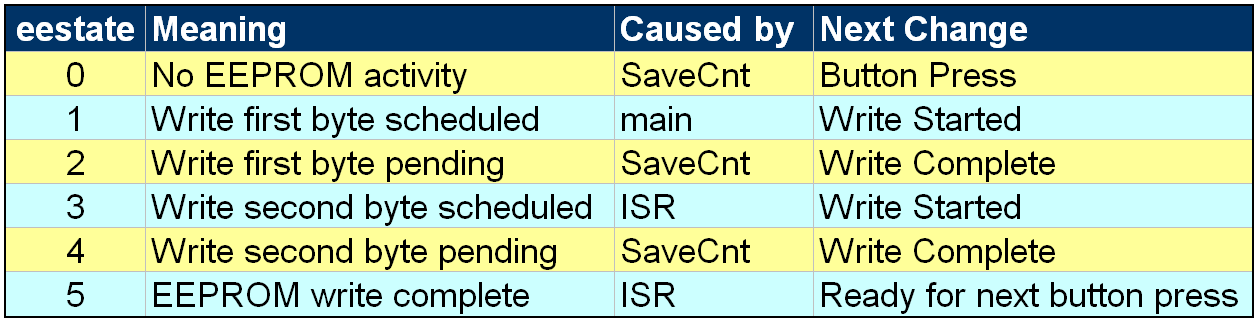 eestate Meaning Caused by Next Change
0 No EEPROM activity SaveCnt Button Press
1 Write first byte scheduled main Write Started
2 Write first byte pending SaveCnt Write Complete
3 Write second byte scheduled ISR Write Started
4 Write second byte pending SaveCnt Write Complete
5 EEPROM write complete ISR Ready for next button press